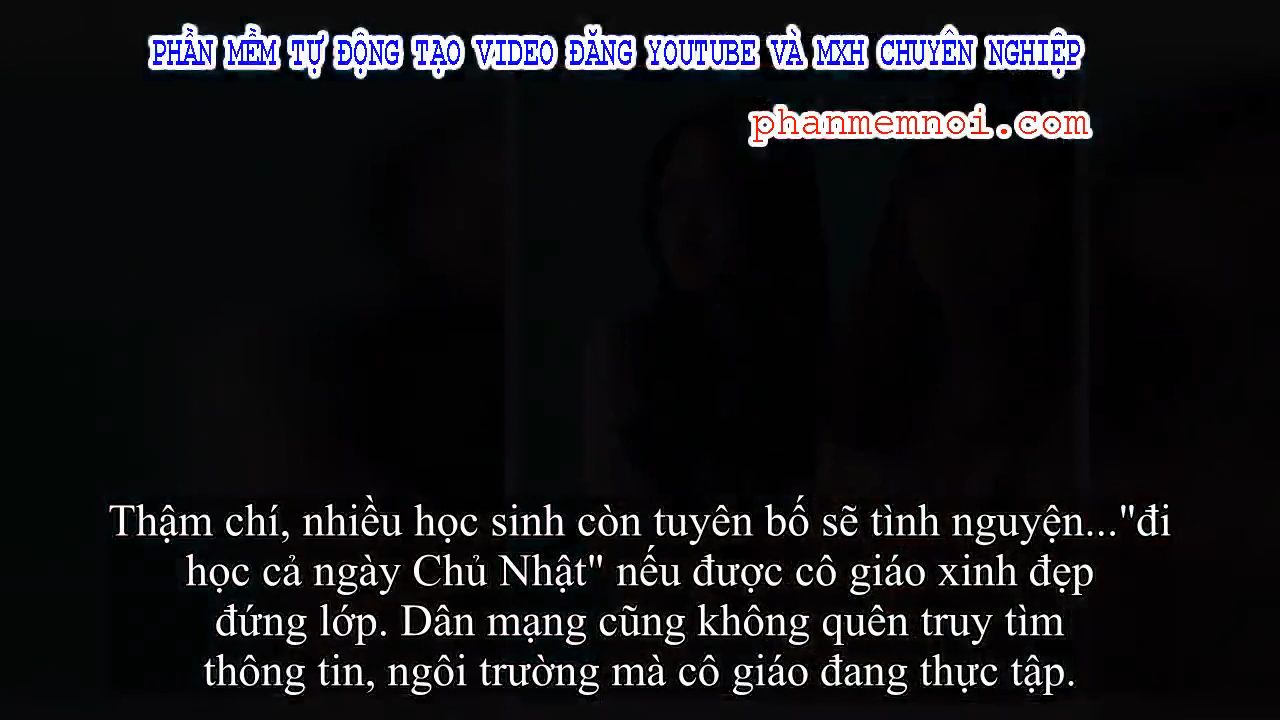 PHẦN MỀM TỰ ĐỘNG TẠO VIDEO ĐĂNG YOUTUBE VÀ MXH CHUYÊN NGHIỆP
phanmemnoi.com
Thậm chí, nhiều học sinh còn tuyên bố sẽ tình nguyện..."đi
học cả ngày Chủ Nhật" nếu được cô giáo xinh đẹp
đứng lớp. Dân mạng cũng không quên truy tìm
thông tin, ngôi trường mà cô giáo đang thực tập.